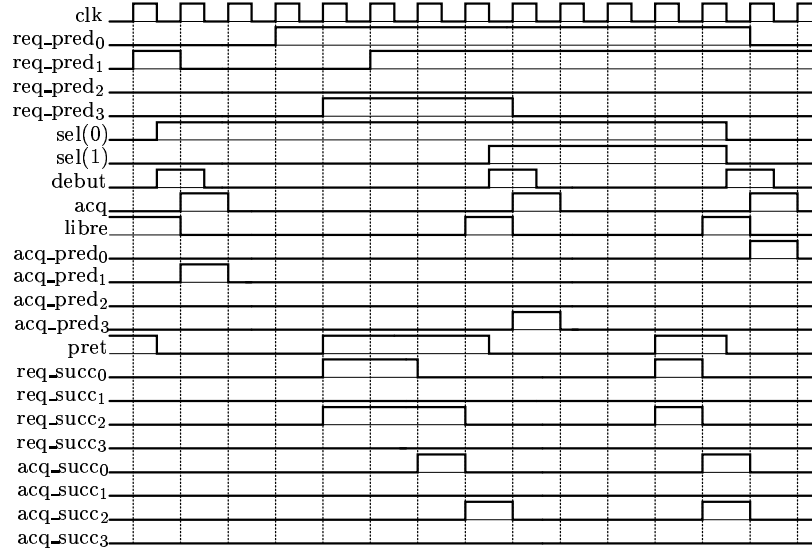 clk
req_pred0
req_pred1
req_pred2
req_pred3
sel(0)
sel(1)
debut
acq
libre
acq_pred0
acq_pred1
acq_pred2
acq_pred3
pret
req_succ0
req_succ1
req_succ2
req_succ3
acq_succ0
acq_succ1
acq_succ2
acq_succ3